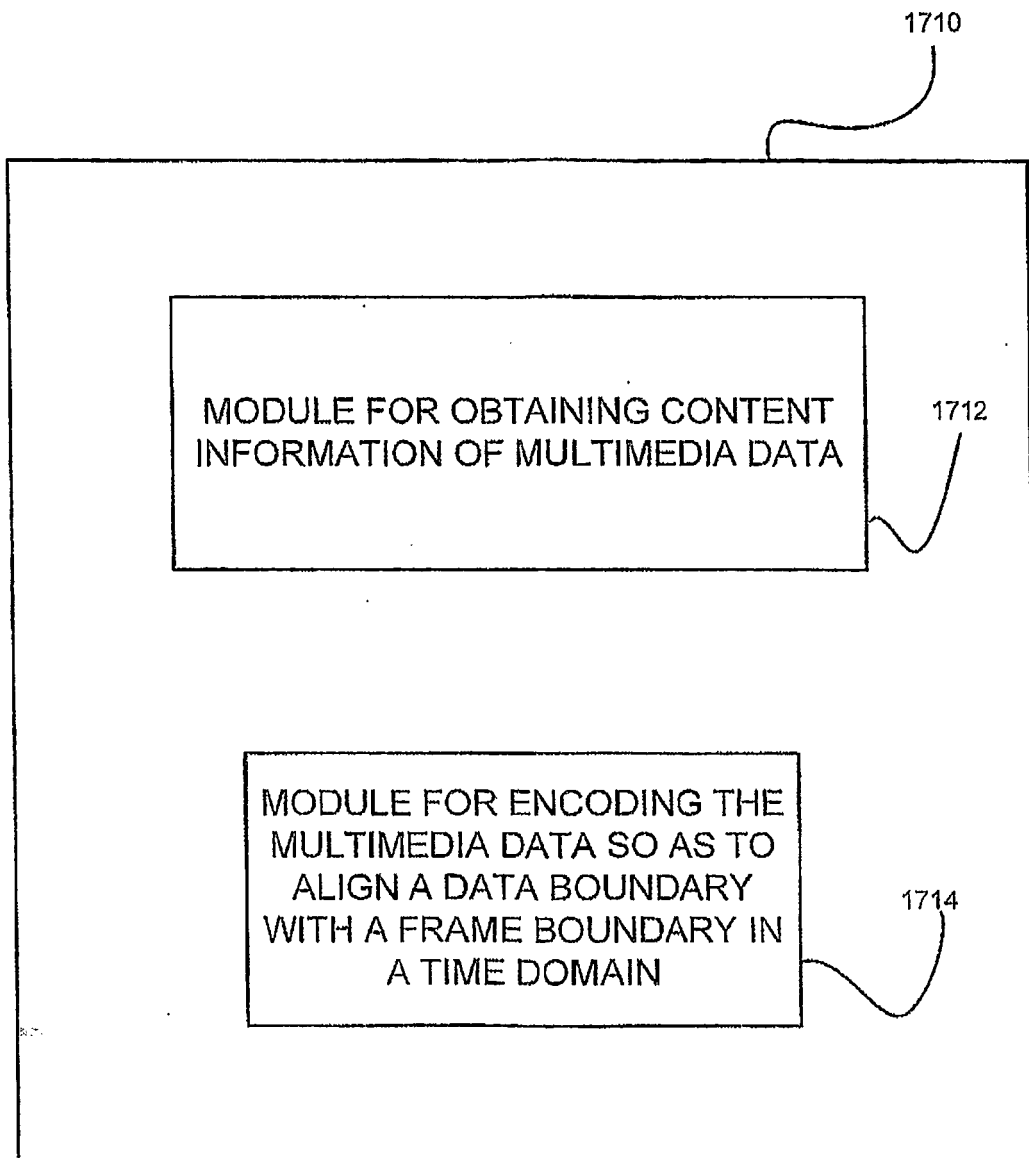 1710
MODULE FOR OBTAINING CONTENT
INFORMATION OF MULTIMEDIA DATA
1712
MODULE FOR ENCODING THE
MULTIMEDIA DATA SO AS TO
ALIGN A DATA BOUNDARY
WITH A FRAME BOUNDARY IN
A TIME DOMAIN
1714